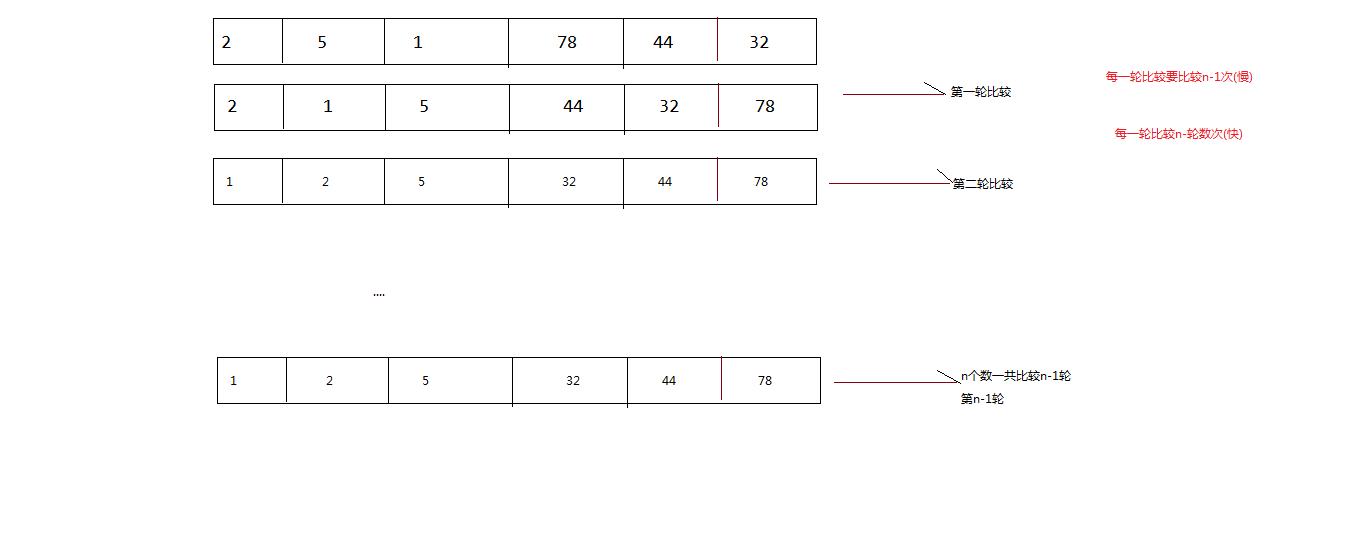 2 5 1 78 44 32
每一轮比较要比较n-1次(慢)
2 1 5 44 32 78
第一轮比较
每一轮比较n-轮数次(快)
1 2 5 32 44 78
第二轮比较
....
1 2 5 32 44 78
n个数一共比较n-1轮
第n-1轮